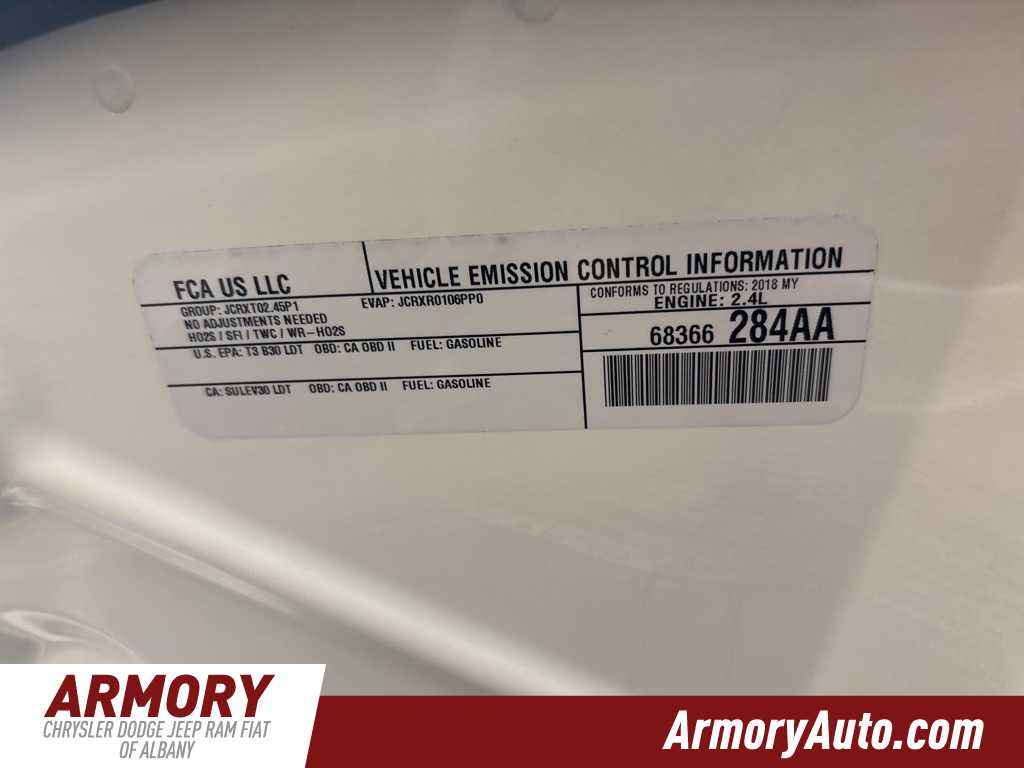 FCA US LLC
VEHICLE EMISSION CONTROL INFORMATION
GROUP: JCRXT02.45P1
EVAP: JCRXR0106PP0
NO ADJUSTMENTS NEEDED
HO2S / SFI / TWC / WR-HO2S
U.S. EPA: T3 B30 LDT OBD: CA OBD II FUEL: GASOLINE
CA: SULEV30 LDT OBD: CA OBD II FUEL: GASOLINE
CONFORMS TO REGULATIONS: 2018 MY
ENGINE: 2.4L
68366 284AA
ARMORY
CHRYSLER DODGE JEEP RAM FIAT
OF ALBANY
ArmoryAuto.com